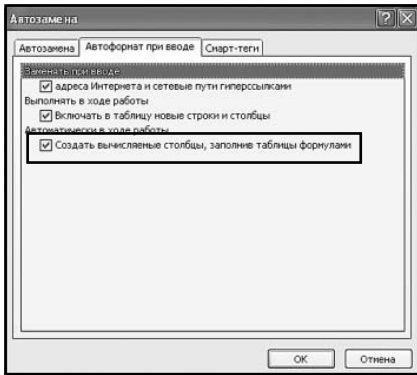 Автозамена
Автозамена Автоформат при вводе Смарт-теги
Заменять при вводе
адреса Интернета и сетевые пути гиперссылками
Выполнять в ходе работы
Включать в таблицу новые строки и столбцы
Автоматически в ходе работы
Создать вычисляемые столбцы, заполнив таблицы формулами
OK Отмена